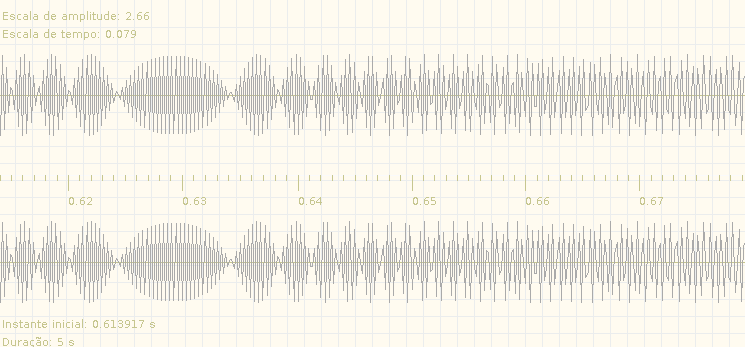 Escala de amplitude: 2.66
Escala de tempo: 0.079
0.62 0.63 0.64 0.65 0.66 0.67
Instante inicial: 0.613917 s
Duração: 5 s